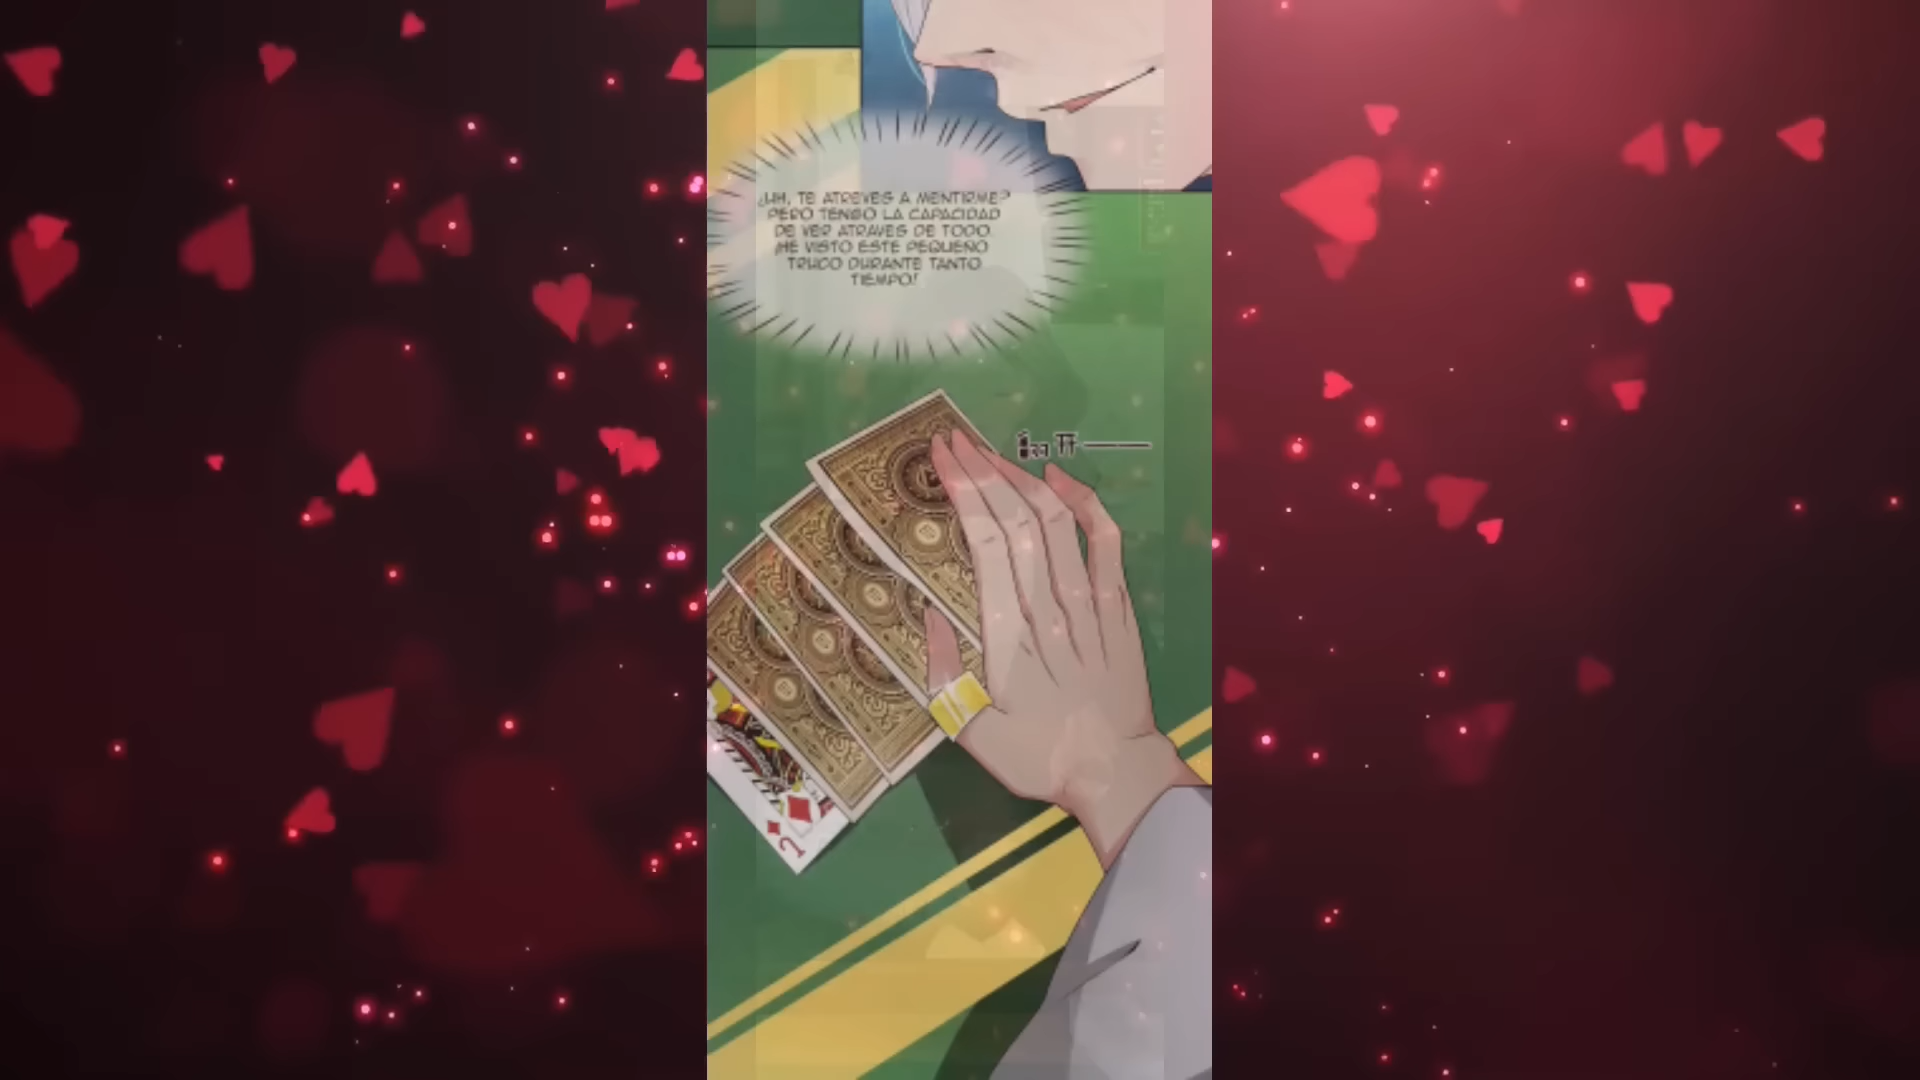 ¿UH, TE ATREVES A MENTIRME?
PERO TENGO LA CAPACIDAD
DE VER ATRAVES DE TODO.
¡HE VISTO ESTE PEQUEÑO
TRUCO DURANTE TANTO
TIEMPO!